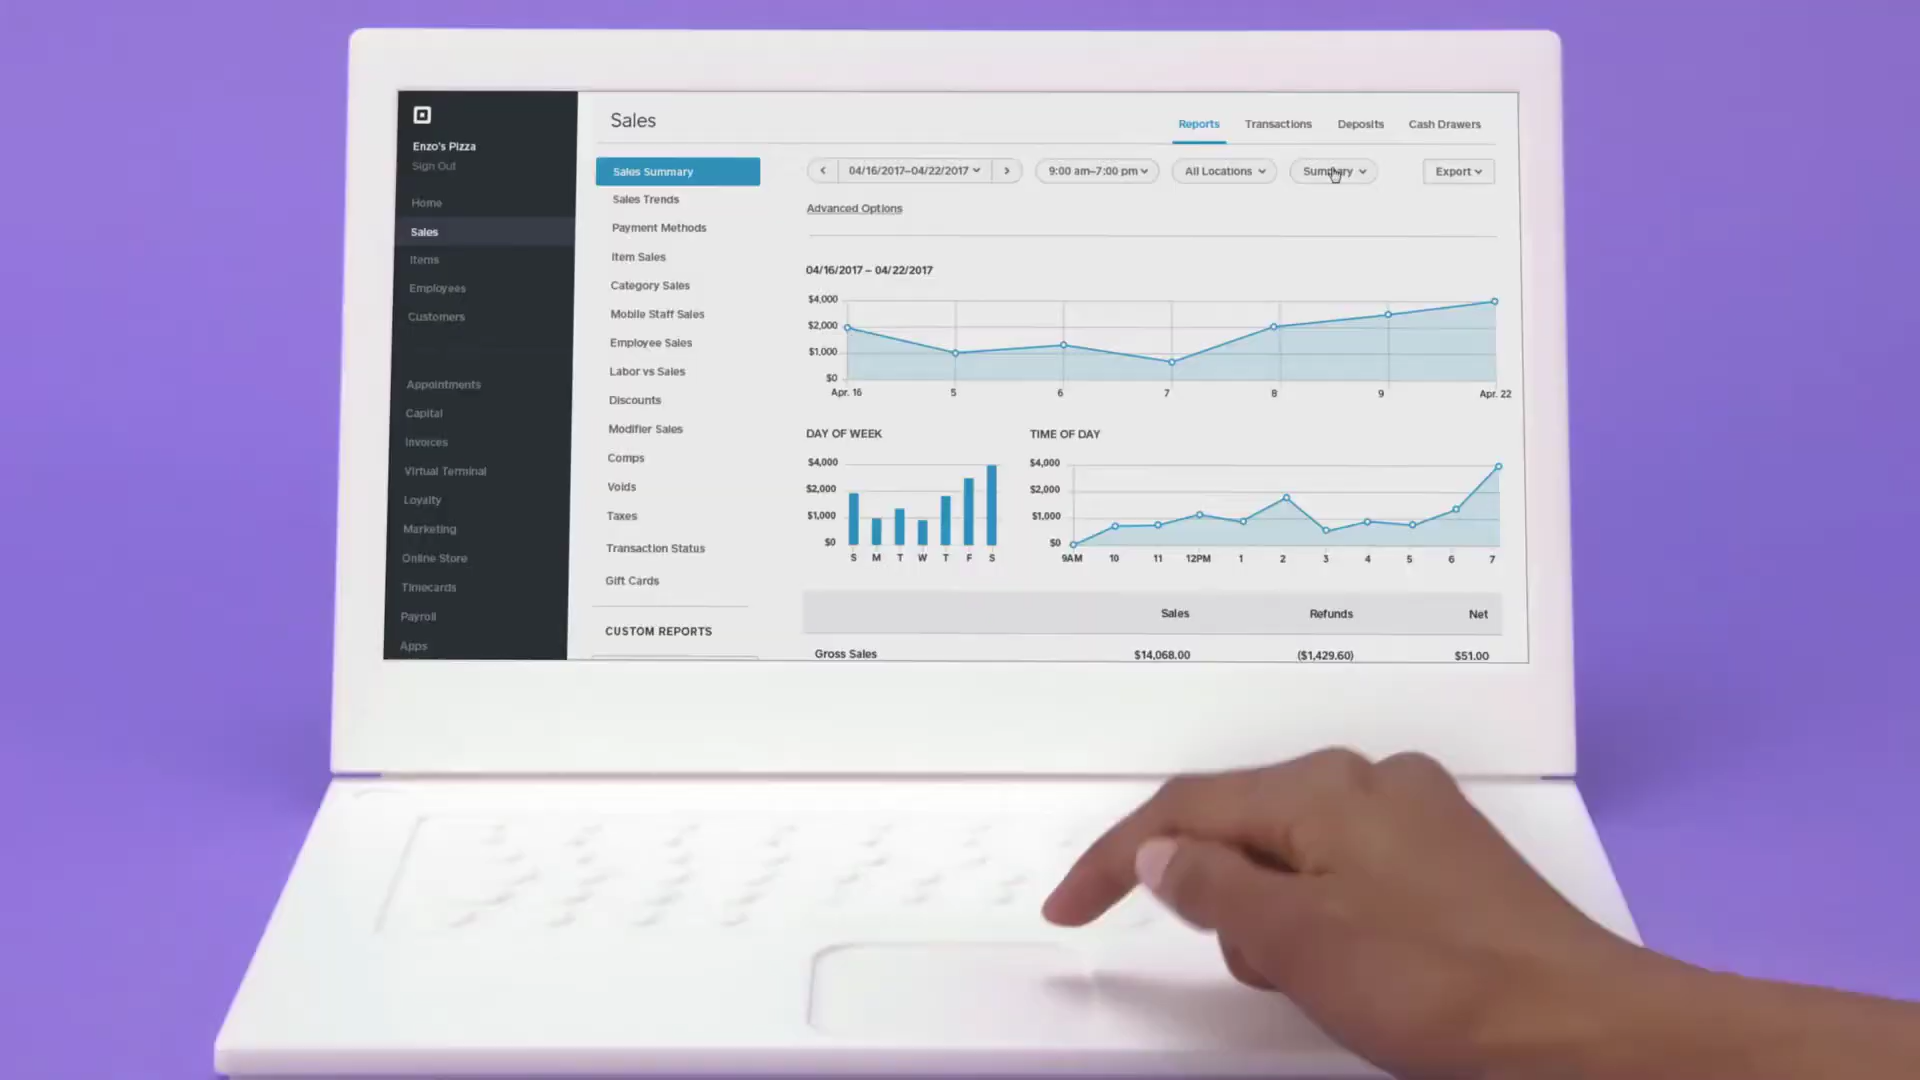 Enzo's Pizza
Sign Out
Home
Sales
Items
Employees
Customers
Appointments
Capital
Invoices
Virtual Terminal
Loyalty
Marketing
Online Store
Timecards
Payroll
Apps
Sales
Reports Transactions Deposits Cash Drawers
Sales Summary
Sales Trends
Payment Methods
Item Sales
Category Sales
Mobile Staff Sales
Employee Sales
Labor vs Sales
Discounts
Modifier Sales
Comps
Voids
Taxes
Transaction Status
Gift Cards
CUSTOM REPORTS
04/16/2017–04/22/2017 9:00 am–7:00 pm All Locations Summary Export
Advanced Options
04/16/2017 – 04/22/2017
$4,000
$2,000
$1,000
$0
Apr. 16 5 6 7 8 9 Apr. 22
DAY OF WEEK
$4,000
$2,000
$1,000
$0
S M T W T F S
TIME OF DAY
$4,000
$2,000
$1,000
$0
9AM 10 11 12PM 1 2 3 4 5 6 7
Sales Refunds Net
Gross Sales $14,068.00 ($1,429.60) $51.00